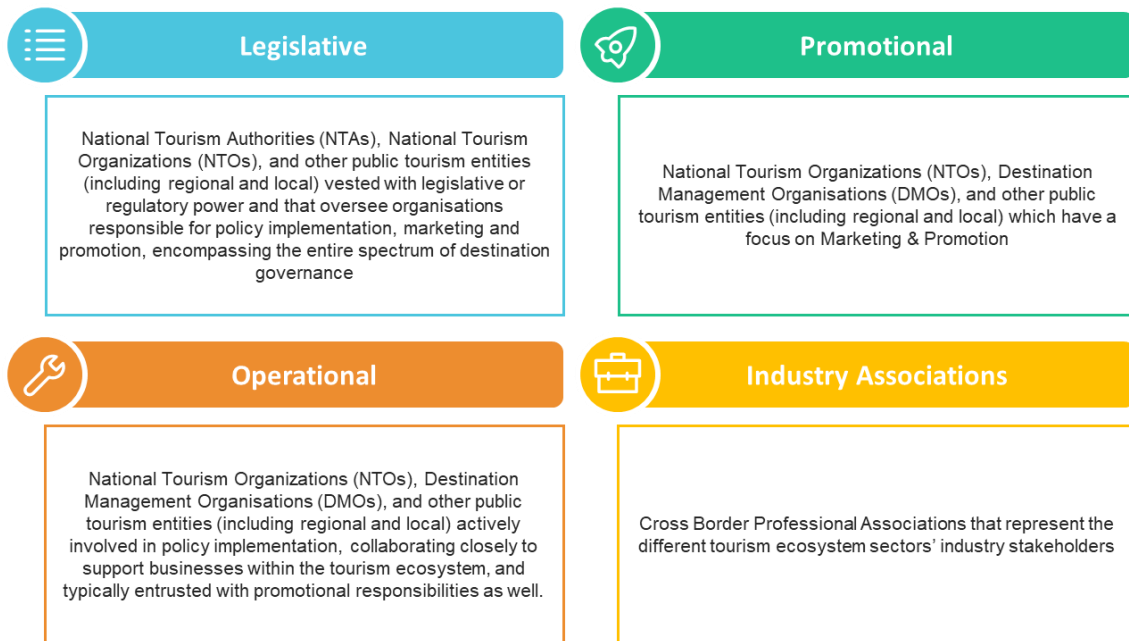 Legislative
National Tourism Authorities (NTAs), National Tourism
Organizations (NTOs), and other public tourism entities
(including regional and local) vested with legislative or
regulatory power and that oversee organisations
responsible for policy implementation, marketing and
promotion, encompassing the entire spectrum of destination
governance
Promotional
National Tourism Organizations (NTOs), Destination
Management Organisations (DMOs), and other public
tourism entities (including regional and local) which have a
focus on Marketing & Promotion
Operational
National Tourism Organizations (NTOs), Destination
Management Organisations (DMOs), and other public
tourism entities (including regional and local) actively
involved in policy implementation, collaborating closely to
support businesses within the tourism ecosystem, and
typically entrusted with promotional responsibilities as well.
Industry Associations
Cross Border Professional Associations that represent the
different tourism ecosystem sectors' industry stakeholders